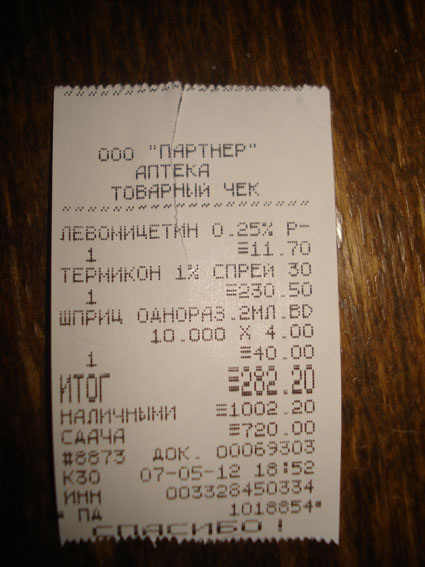 ООО "ПАРТНЕР"
АПТЕКА
ТОВАРНЫЙ ЧЕК
ЛЕВОМИЦЕТИН 0.25% Р-
1 ≡11.70
ТЕРМИКОН 1% СПРЕЙ 30
1 ≡230.50
ШПРИЦ ОДНОРАЗ.2МЛ.BD
10.000 X 4.00
1 ≡40.00
ИТОГ ≡282.20
НАЛИЧНЫМИ ≡1002.20
СДАЧА ≡720.00
#8873 ДОК. 00069303
К30 07-05-12 18:52
ИНН 003328450334
* ПД 1018854*
СПАСИБО!